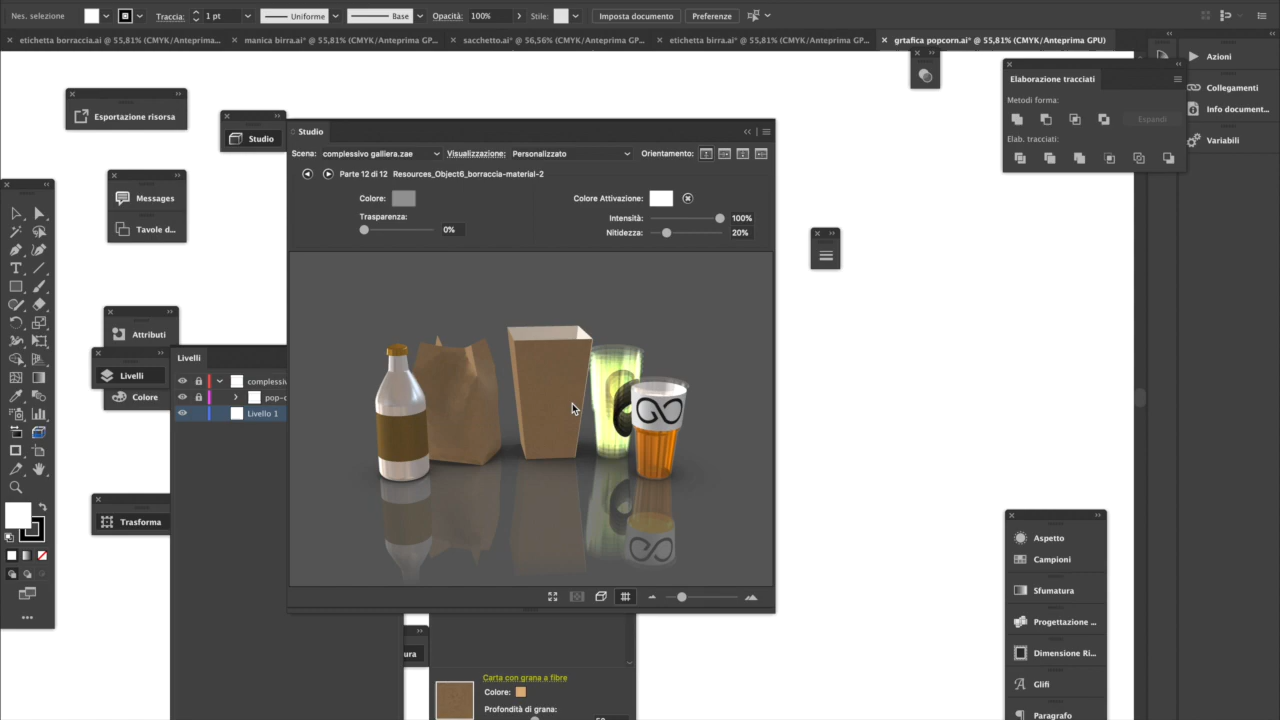 Nes. selezione
Traccia:
1 pt
Uniforme
Base
Opacità:
100%
Stile:
Imposta documento
Preferenze
etichetta borraccia.ai @ 55,81% (CMYK/Anteprima...
manica birra.ai* @ 55,81% (CMYK/Anteprima GP...
sacchetto.ai* @ 56,56% (CMYK/Anteprima GP...
etichetta birra.ai* @ 55,81% (CMYK/Anteprima GP...
grtafica popcorn.ai* @ 55,81% (CMYK/Anteprima GPU)
Esportazione risorsa
Studio
Messages
Tavole d...
Attributi
Livelli
Colore
Trasforma
Livelli
complessiv
pop-c
Livello 1
Studio
Scena:
complessivo galliera.zae
Visualizzazione:
Personalizzato
Orientamento:
Parte 12 di 12
Resources_Object6_borraccia-material-2
Colore:
Colore Attivazione:
Trasparenza:
0%
Intensità:
100%
Nitidezza:
20%
ura
Carta con grana a fibre
Colore:
Profondità di grana:
Elaborazione tracciati
Metodi forma:
Espandi
Elab. tracciati:
Azioni
Collegamenti
Info document...
Variabili
Aspetto
Campioni
Sfumatura
Progettazione ...
Dimensione Ri...
Glifi
Paragrafo